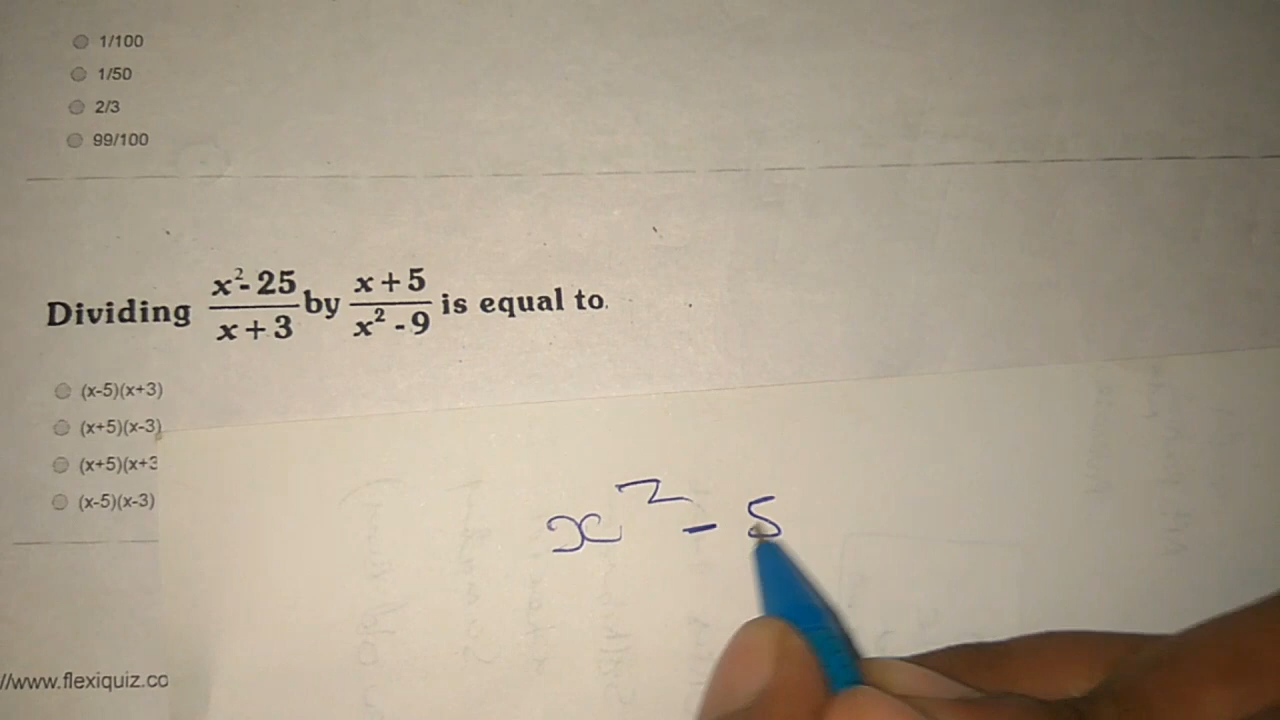 1/100
1/50
2/3
99/100
Dividing x²-25/x+3 by x+5/x²-9 is equal to.
(x-5)(x+3)
(x+5)(x-3)
(x+5)(x+3
(x-5)(x-3)
x² - 5
//www.flexiquiz.co